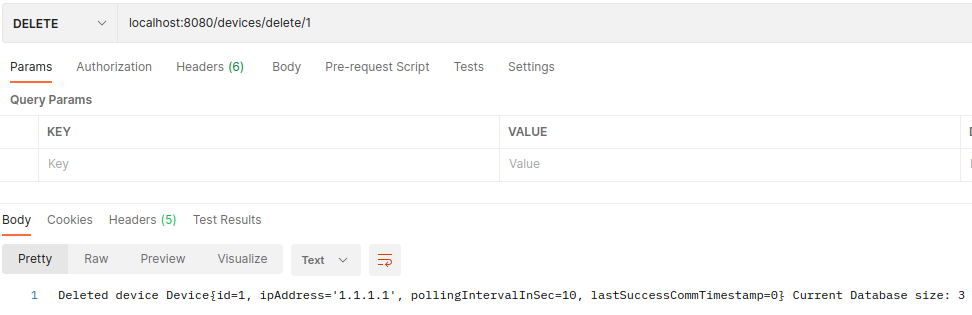 DELETE localhost:8080/devices/delete/1
Params Authorization Headers (6) Body Pre-request Script Tests Settings
Query Params
KEY VALUE
Key Value
Body Cookies Headers (5) Test Results
Pretty Raw Preview Visualize Text
1 Deleted device Device{id=1, ipAddress='1.1.1.1', pollingIntervalInSec=10, lastSuccessCommTimestamp=0} Current Database size: 3